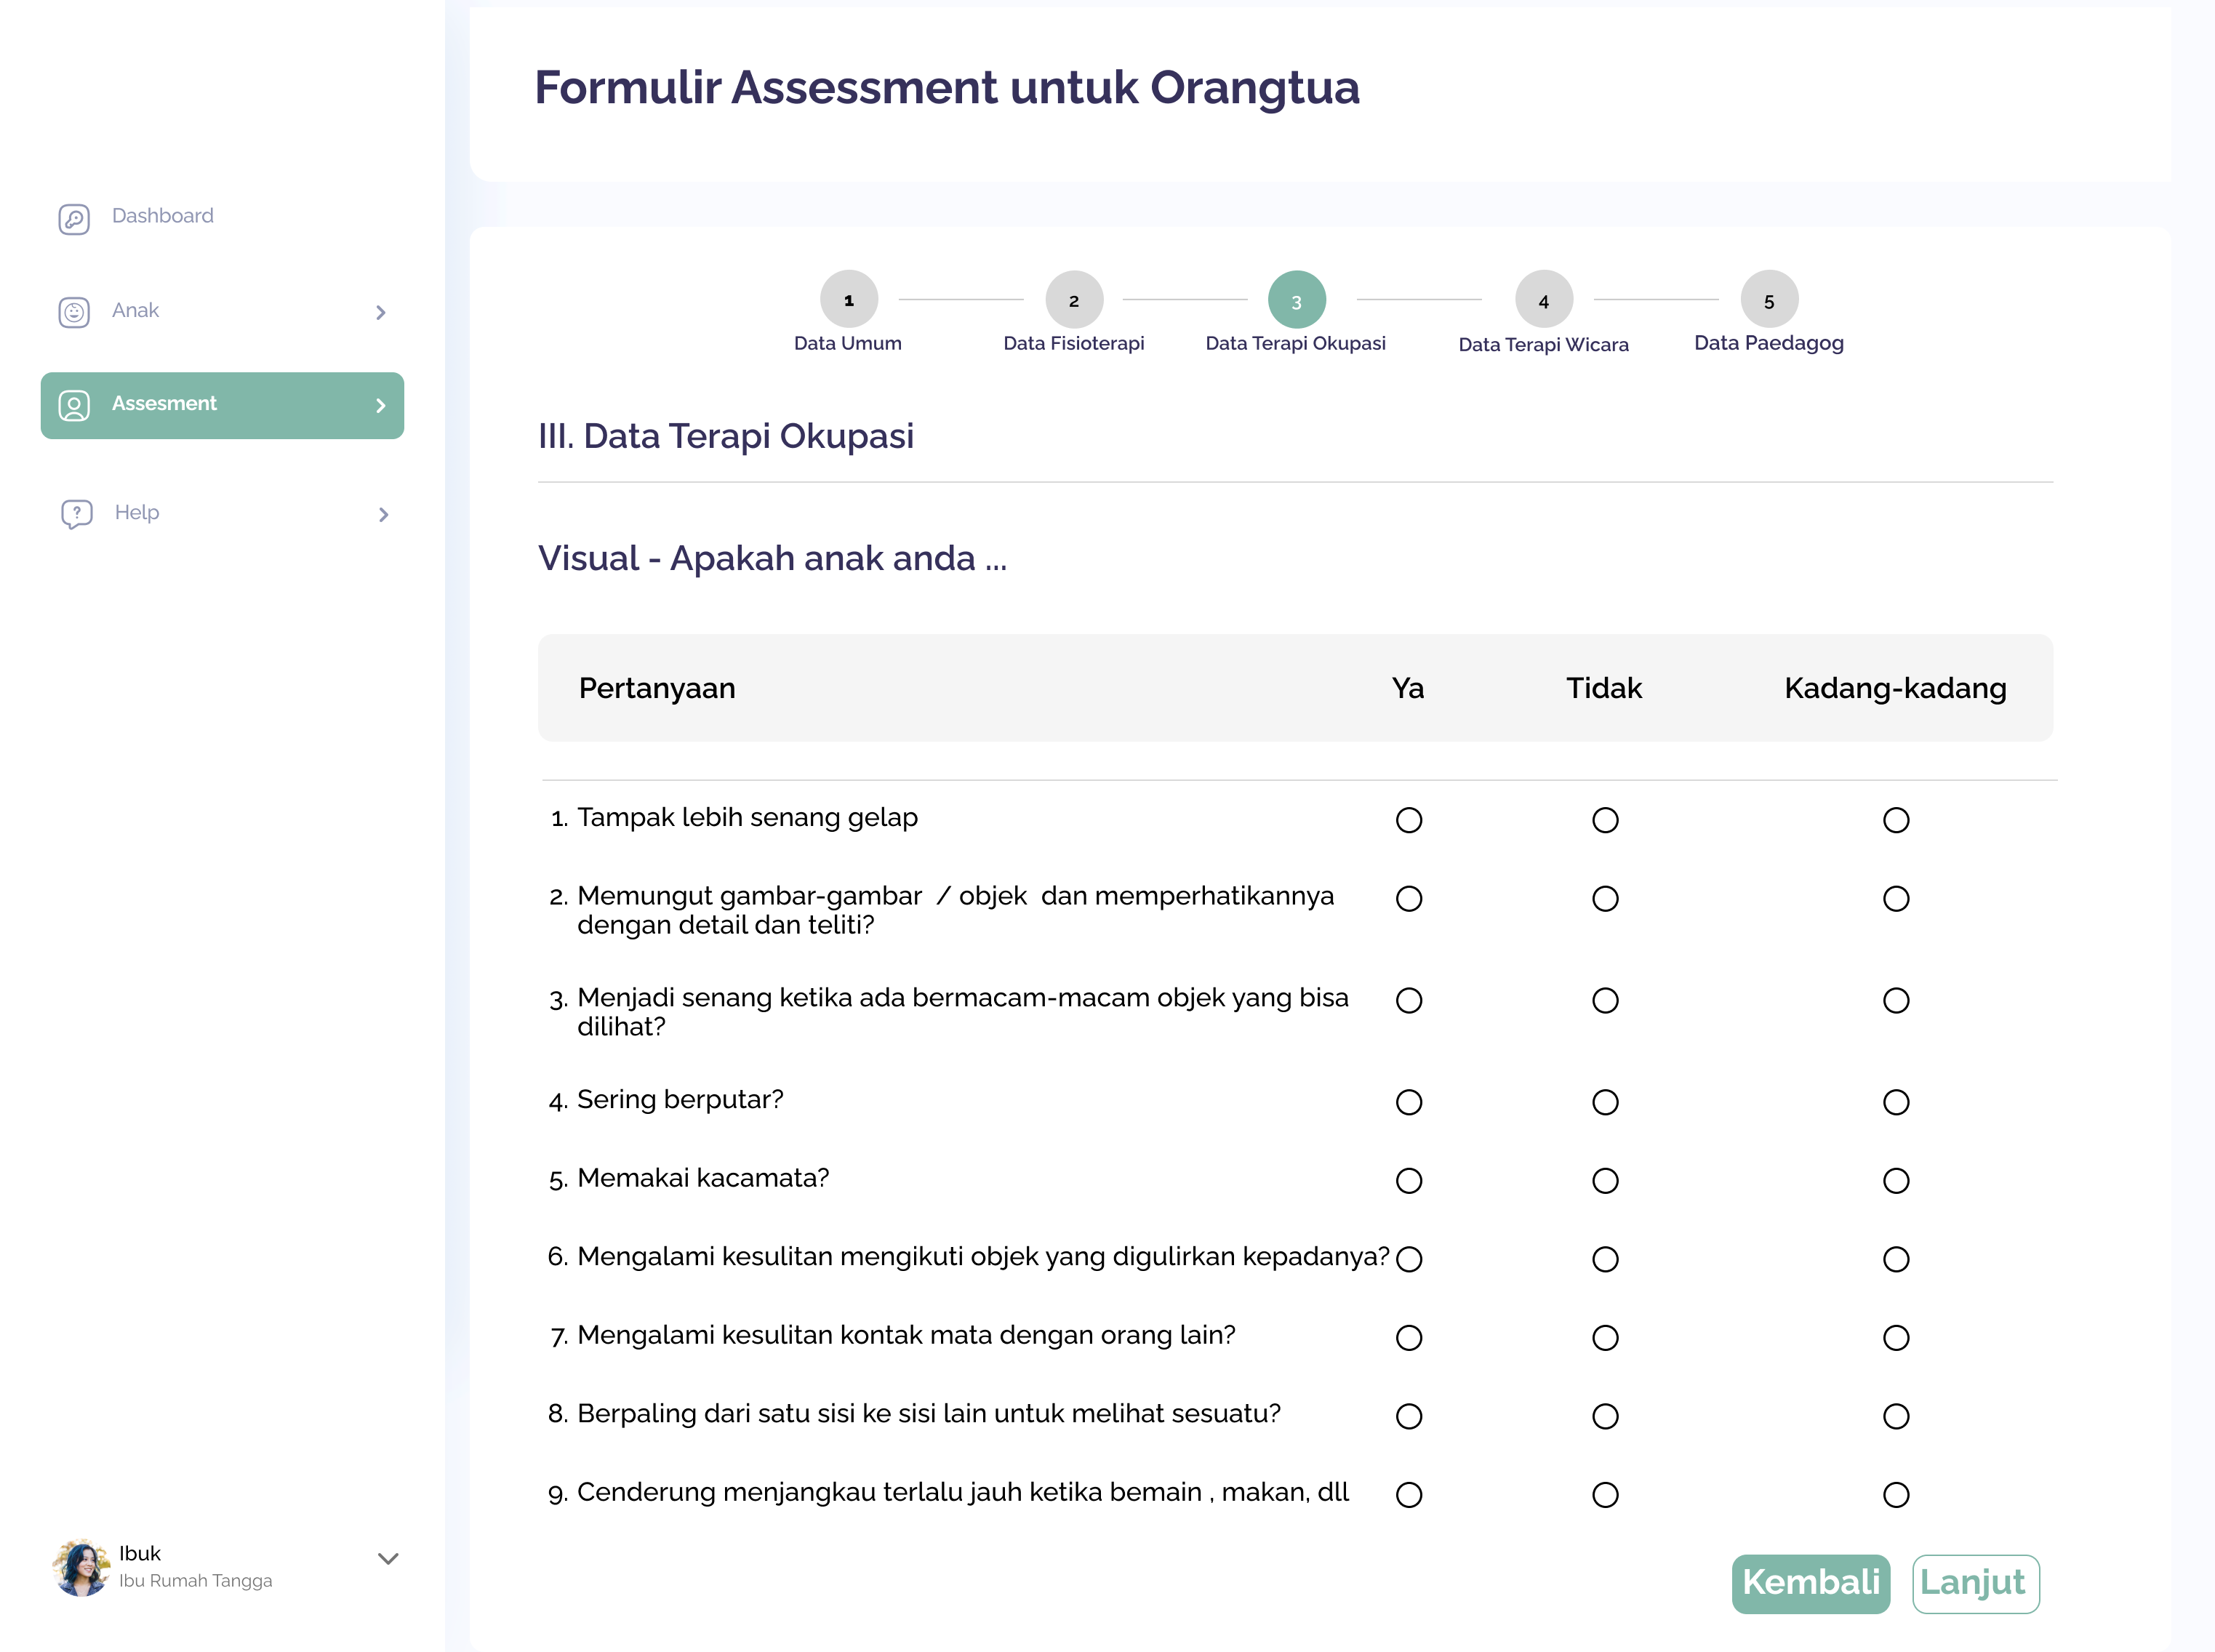 Formulir Assessment untuk Orangtua
Dashboard
Anak
Assesment
Help
1
2
3
4
5
Data Umum
Data Fisioterapi
Data Terapi Okupasi
Data Terapi Wicara
Data Paedagog
III. Data Terapi Okupasi
Visual - Apakah anak anda ...
Pertanyaan Ya Tidak Kadang-kadang
1. Tampak lebih senang gelap
2. Memungut gambar-gambar / objek dan memperhatikannya
dengan detail dan teliti?
3. Menjadi senang ketika ada bermacam-macam objek yang bisa
dilihat?
4. Sering berputar?
5. Memakai kacamata?
6. Mengalami kesulitan mengikuti objek yang digulirkan kepadanya?
7. Mengalami kesulitan kontak mata dengan orang lain?
8. Berpaling dari satu sisi ke sisi lain untuk melihat sesuatu?
9. Cenderung menjangkau terlalu jauh ketika bemain , makan, dll
Ibuk
Ibu Rumah Tangga
Kembali
Lanjut